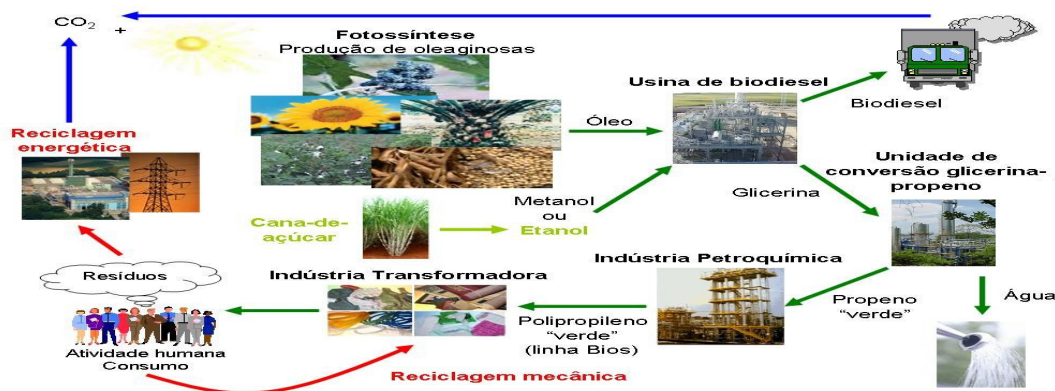 CO₂
+
Fotossíntese
Produção de oleaginosas
Usina de biodiesel
Biodiesel
Óleo
Reciclagem
energética
Unidade de
conversão glicerina-
propeno
Glicerina
Metanol
ou
Etanol
Cana-de-
açúcar
Resíduos
Indústria Transformadora
Indústria Petroquímica
Água
Propeno
“verde”
Polipropileno
“verde”
(linha Bios)
Atividade humana
Consumo
Reciclagem mecânica